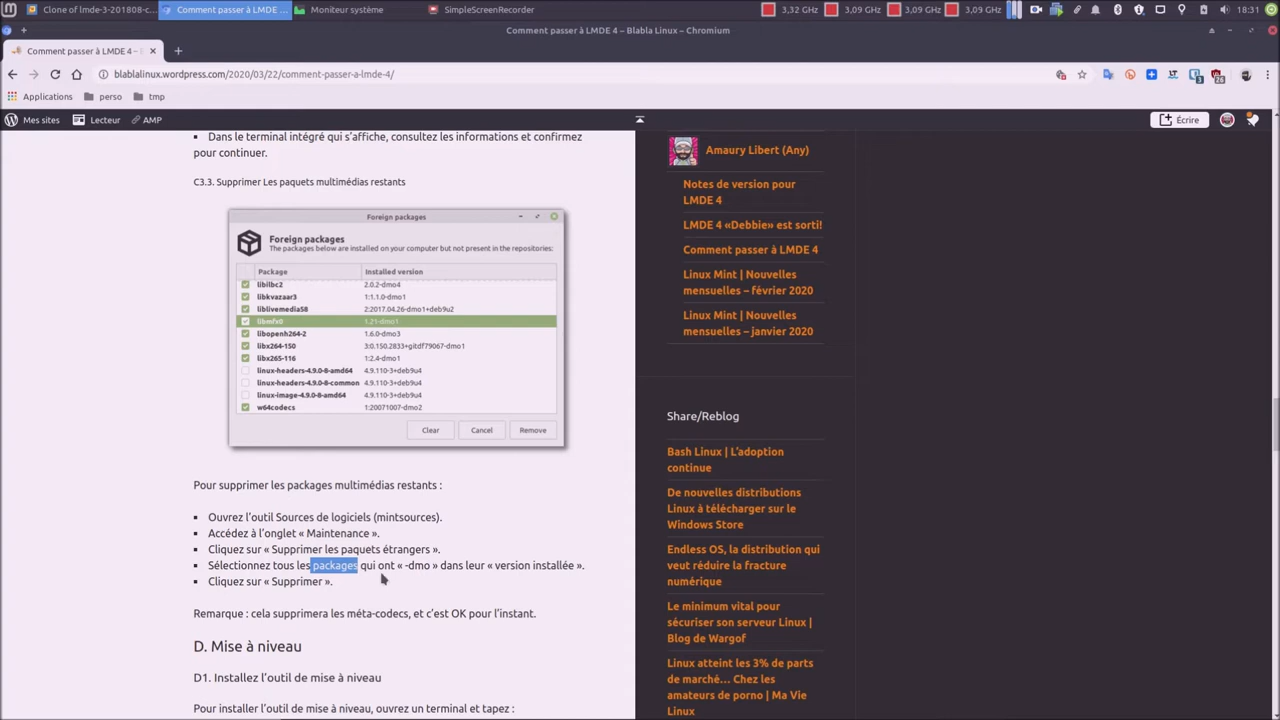 Clone of lmde-3-201808-c...
Comment passer à LMDE ...
Moniteur système
SimpleScreenRecorder
3,32 GHz
3,09 GHz
3,09 GHz
3,09 GHz
18:31
Comment passer à LMDE 4 – Blabla Linux – Chromium
Comment passer à LMDE 4 – B
blablalinux.wordpress.com/2020/03/22/comment-passer-a-lmde-4/
Applications
perso
tmp
Mes sites
Lecteur
AMP
Écrire
Dans le terminal intégré qui s'affiche, consultez les informations et confirmez
pour continuer.
C3.3. Supprimer Les paquets multimédias restants
Foreign packages
Foreign packages
The packages below are installed on your computer but not present in the repositories:
Package Installed version
libilbc2 2.0.2-dmo4
libkvazaar3 1:1.1.0-dmo1
liblivemedia58 2:2017.04.26-dmo1+deb9u2
libmfx0 1.21-dmo1
libopenh264-2 1.6.0-dmo3
libx264-150 3:0.150.2833+gitdf79067-dmo1
libx265-116 1:2.4-dmo1
linux-headers-4.9.0-8-amd64 4.9.110-3+deb9u4
linux-headers-4.9.0-8-common 4.9.110-3+deb9u4
linux-image-4.9.0-8-amd64 4.9.110-3+deb9u4
w64codecs 1:20071007-dmo2
Clear
Cancel
Remove
Pour supprimer les packages multimédias restants :
Ouvrez l'outil Sources de logiciels (mintsources).
Accédez à l'onglet « Maintenance ».
Cliquez sur « Supprimer les paquets étrangers ».
Sélectionnez tous les packages qui ont « -dmo » dans leur « version installée ».
Cliquez sur « Supprimer ».
Remarque : cela supprimera les méta-codecs, et c'est OK pour l'instant.
D. Mise à niveau
D1. Installez l'outil de mise à niveau
Pour installer l'outil de mise à niveau, ouvrez un terminal et tapez :
Amaury Libert (Any)
Notes de version pour
LMDE 4
LMDE 4 «Debbie» est sorti!
Comment passer à LMDE 4
Linux Mint | Nouvelles
mensuelles – février 2020
Linux Mint | Nouvelles
mensuelles – janvier 2020
Share/Reblog
Bash Linux | L'adoption
continue
De nouvelles distributions
Linux à télécharger sur le
Windows Store
Endless OS, la distribution qui
veut réduire la fracture
numérique
Le minimum vital pour
sécuriser son serveur Linux |
Blog de Wargof
Linux atteint les 3% de parts
de marché… Chez les
amateurs de porno | Ma Vie
Linux